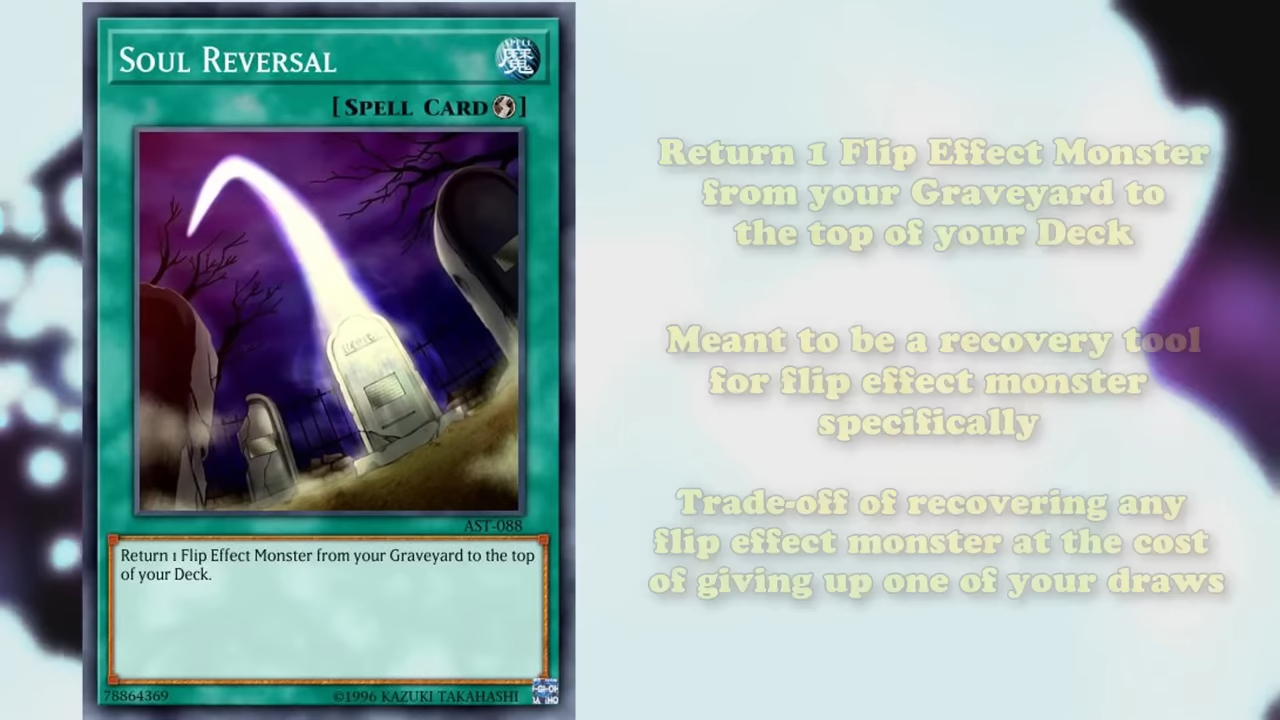 SOUL REVERSAL
魔
[SPELL CARD]
AST-088
Return 1 Flip Effect Monster from your Graveyard to the top
of your Deck.
78864369
©1996 KAZUKI TAKAHASHI
Return 1 Flip Effect Monster
from your Graveyard to
the top of your Deck
Meant to be a recovery tool
for flip effect monster
specifically
Trade-off of recovering any
flip effect monster at the cost
of giving up one of your draws